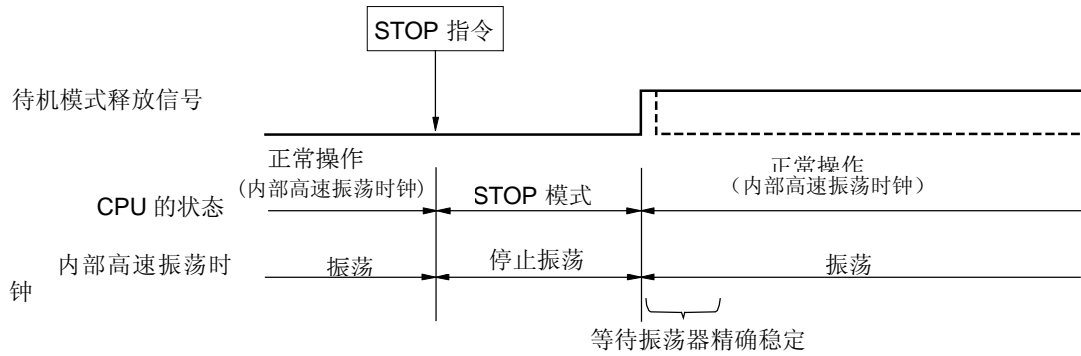 STOP 指令
待机模式释放信号
正常操作
(内部高速振荡时钟)
正常操作
（内部高速振荡时钟）
CPU 的状态
STOP 模式
内部高速振荡时
钟
振荡
停止振荡
振荡
等待振荡器精确稳定